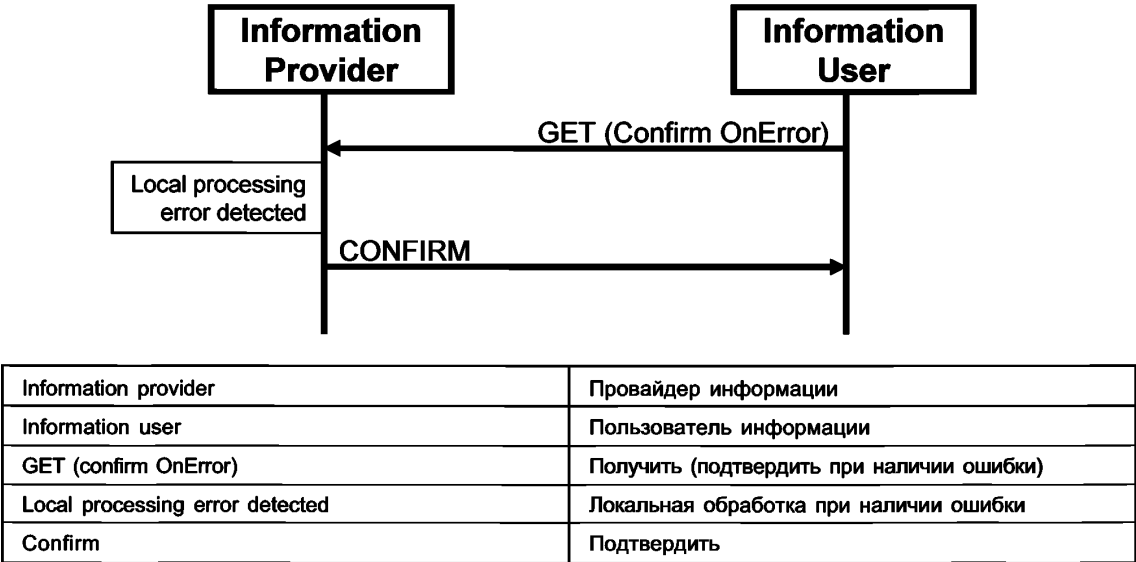 Information
Provider
Information
User
GET (Confirm OnError)
Local processing
error detected
CONFIRM
Information provider	Провайдер информации
Information user	Пользователь информации
GET (confirm OnError)	Получить (подтвердить при наличии ошибки)
Local processing error detected	Локальная обработка при наличии ошибки
Confirm	Подтвердить